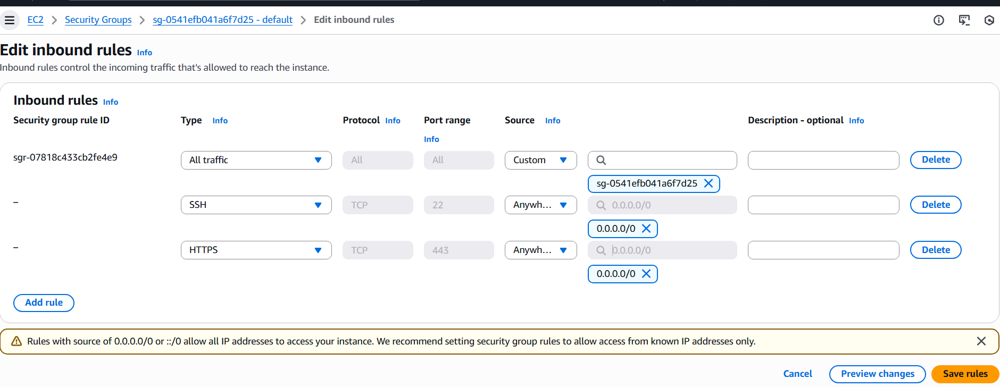 EC2 > Security Groups > sg-0541efb041a6f7d25 - default > Edit inbound rules
Edit inbound rules Info
Inbound rules control the incoming traffic that's allowed to reach the instance.
Inbound rules Info
Security group rule ID Type Info Protocol Info Port range Info Source Info Description - optional Info
sgr-07818c433cb2fe4e9 All traffic All All Custom Delete
sg-0541efb041a6f7d25
– SSH TCP 22 Anywh... 0.0.0.0/0 Delete
0.0.0.0/0
– HTTPS TCP 443 Anywh... 0.0.0.0/0 Delete
0.0.0.0/0
Add rule
Rules with source of 0.0.0.0/0 or ::/0 allow all IP addresses to access your instance. We recommend setting security group rules to allow access from known IP addresses only.
Cancel Preview changes Save rules